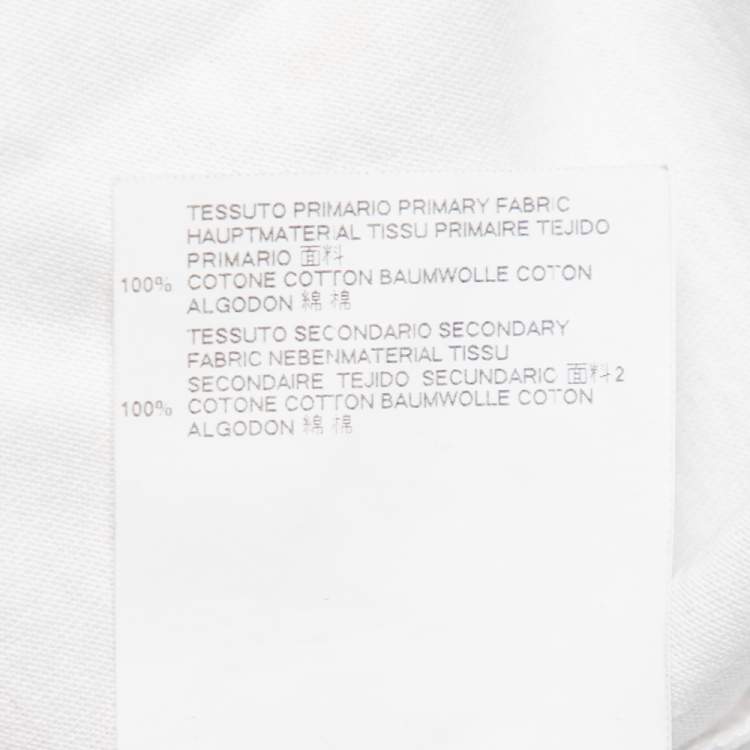 TESSUTO PRIMARIO PRIMARY FABRIC
HAUPTMATERIAL TISSU PRIMAIRE TEJIDO
PRIMARIO 面料
100% COTONE COTTON BAUMWOLLE COTON
ALGODON 綿 棉
TESSUTO SECONDARIO SECONDARY
FABRIC NEBENMATERIAL TISSU
SECONDAIRE TEJIDO SECUNDARIO 面料2
100% COTONE COTTON BAUMWOLLE COTON
ALGODON 綿 棉